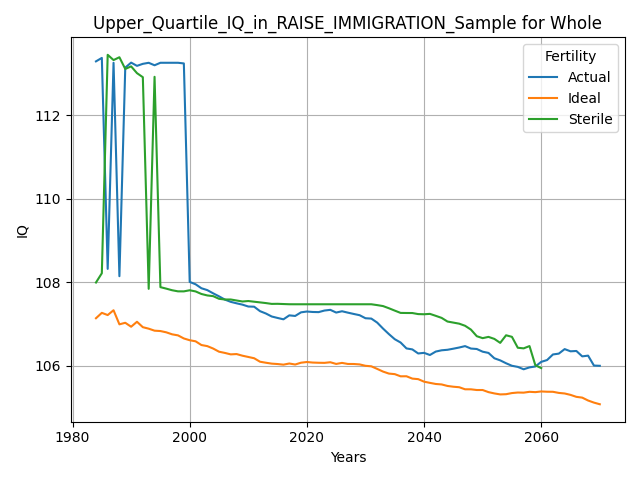 Upper_Quartile_IQ_in_RAISE_IMMIGRATION_Sample for Whole
Fertility
Actual
Ideal
Sterile
112
110
108
106
IQ
1980
2000
2020
2040
2060
Years